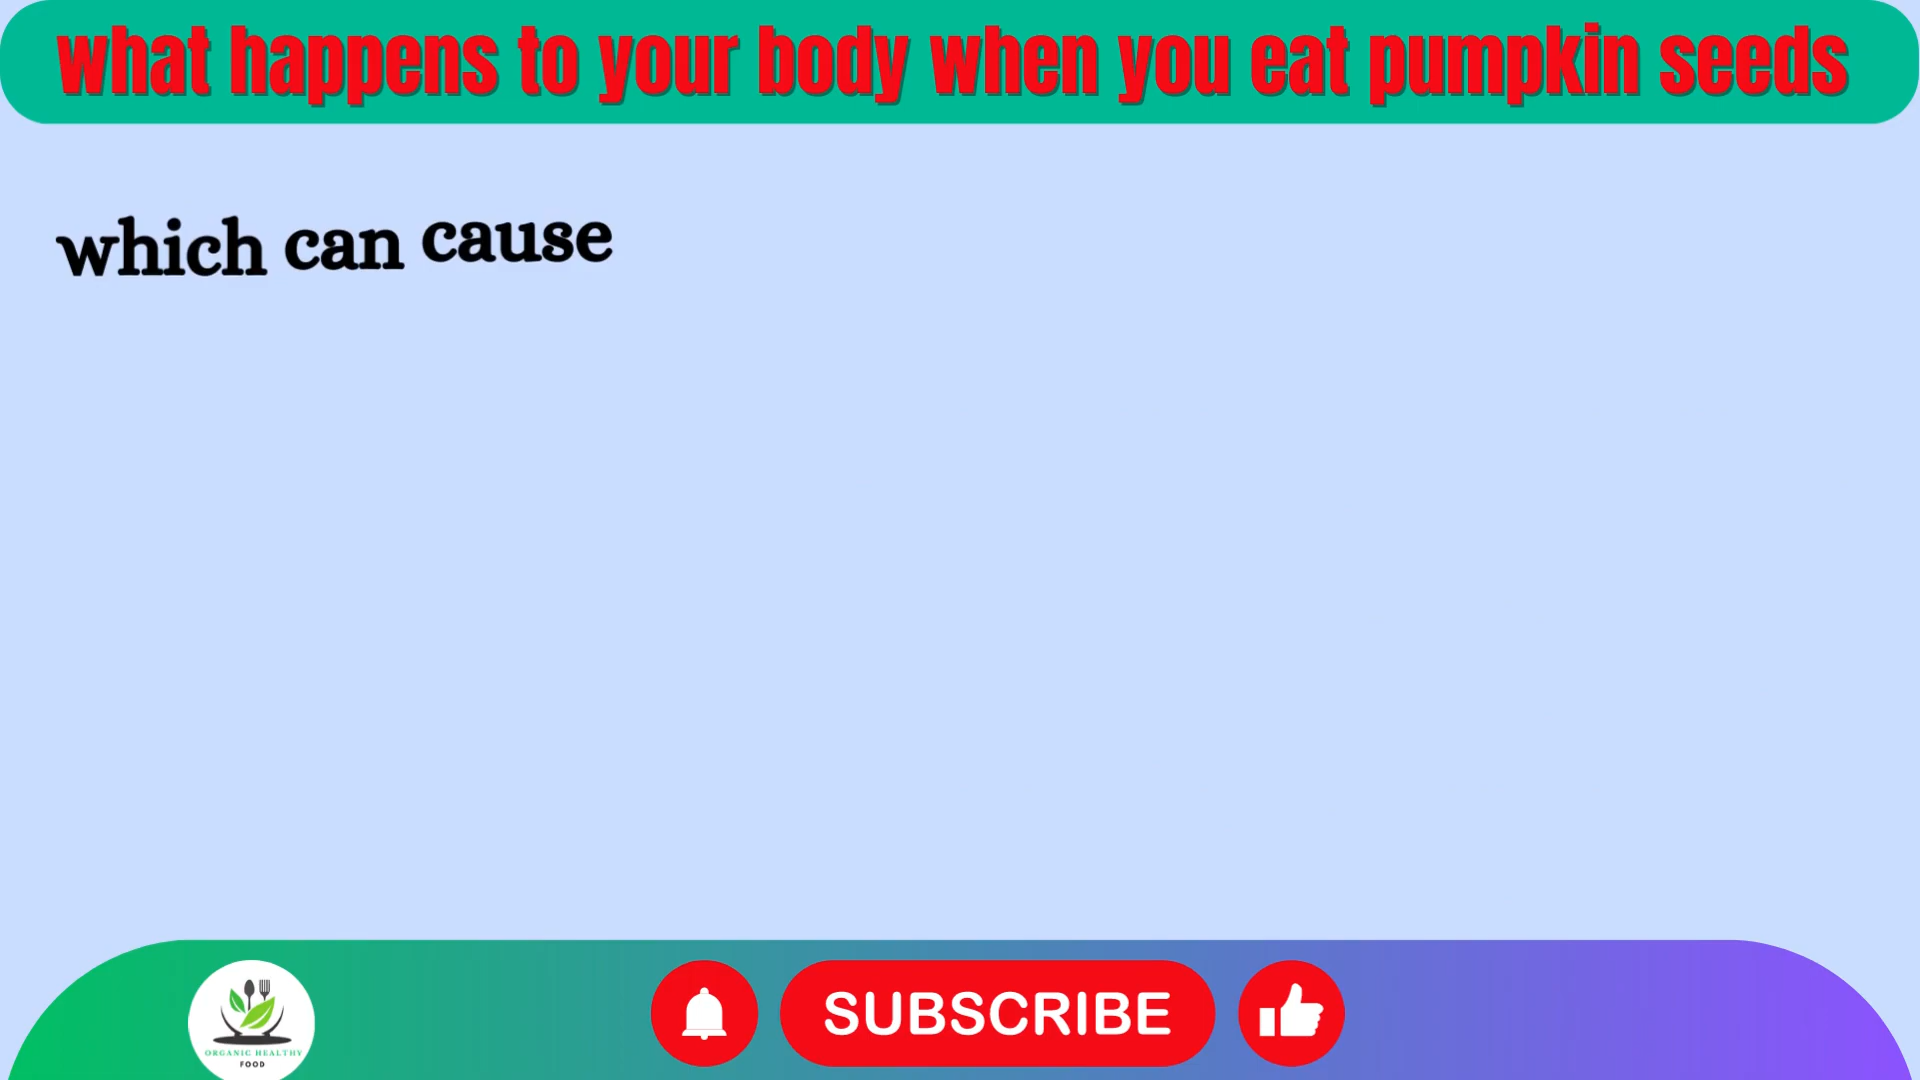 what happens to your body when you eat pumpkin seeds
which can cause
SUBSCRIBE
ORGANIC HEALTHY
FOOD